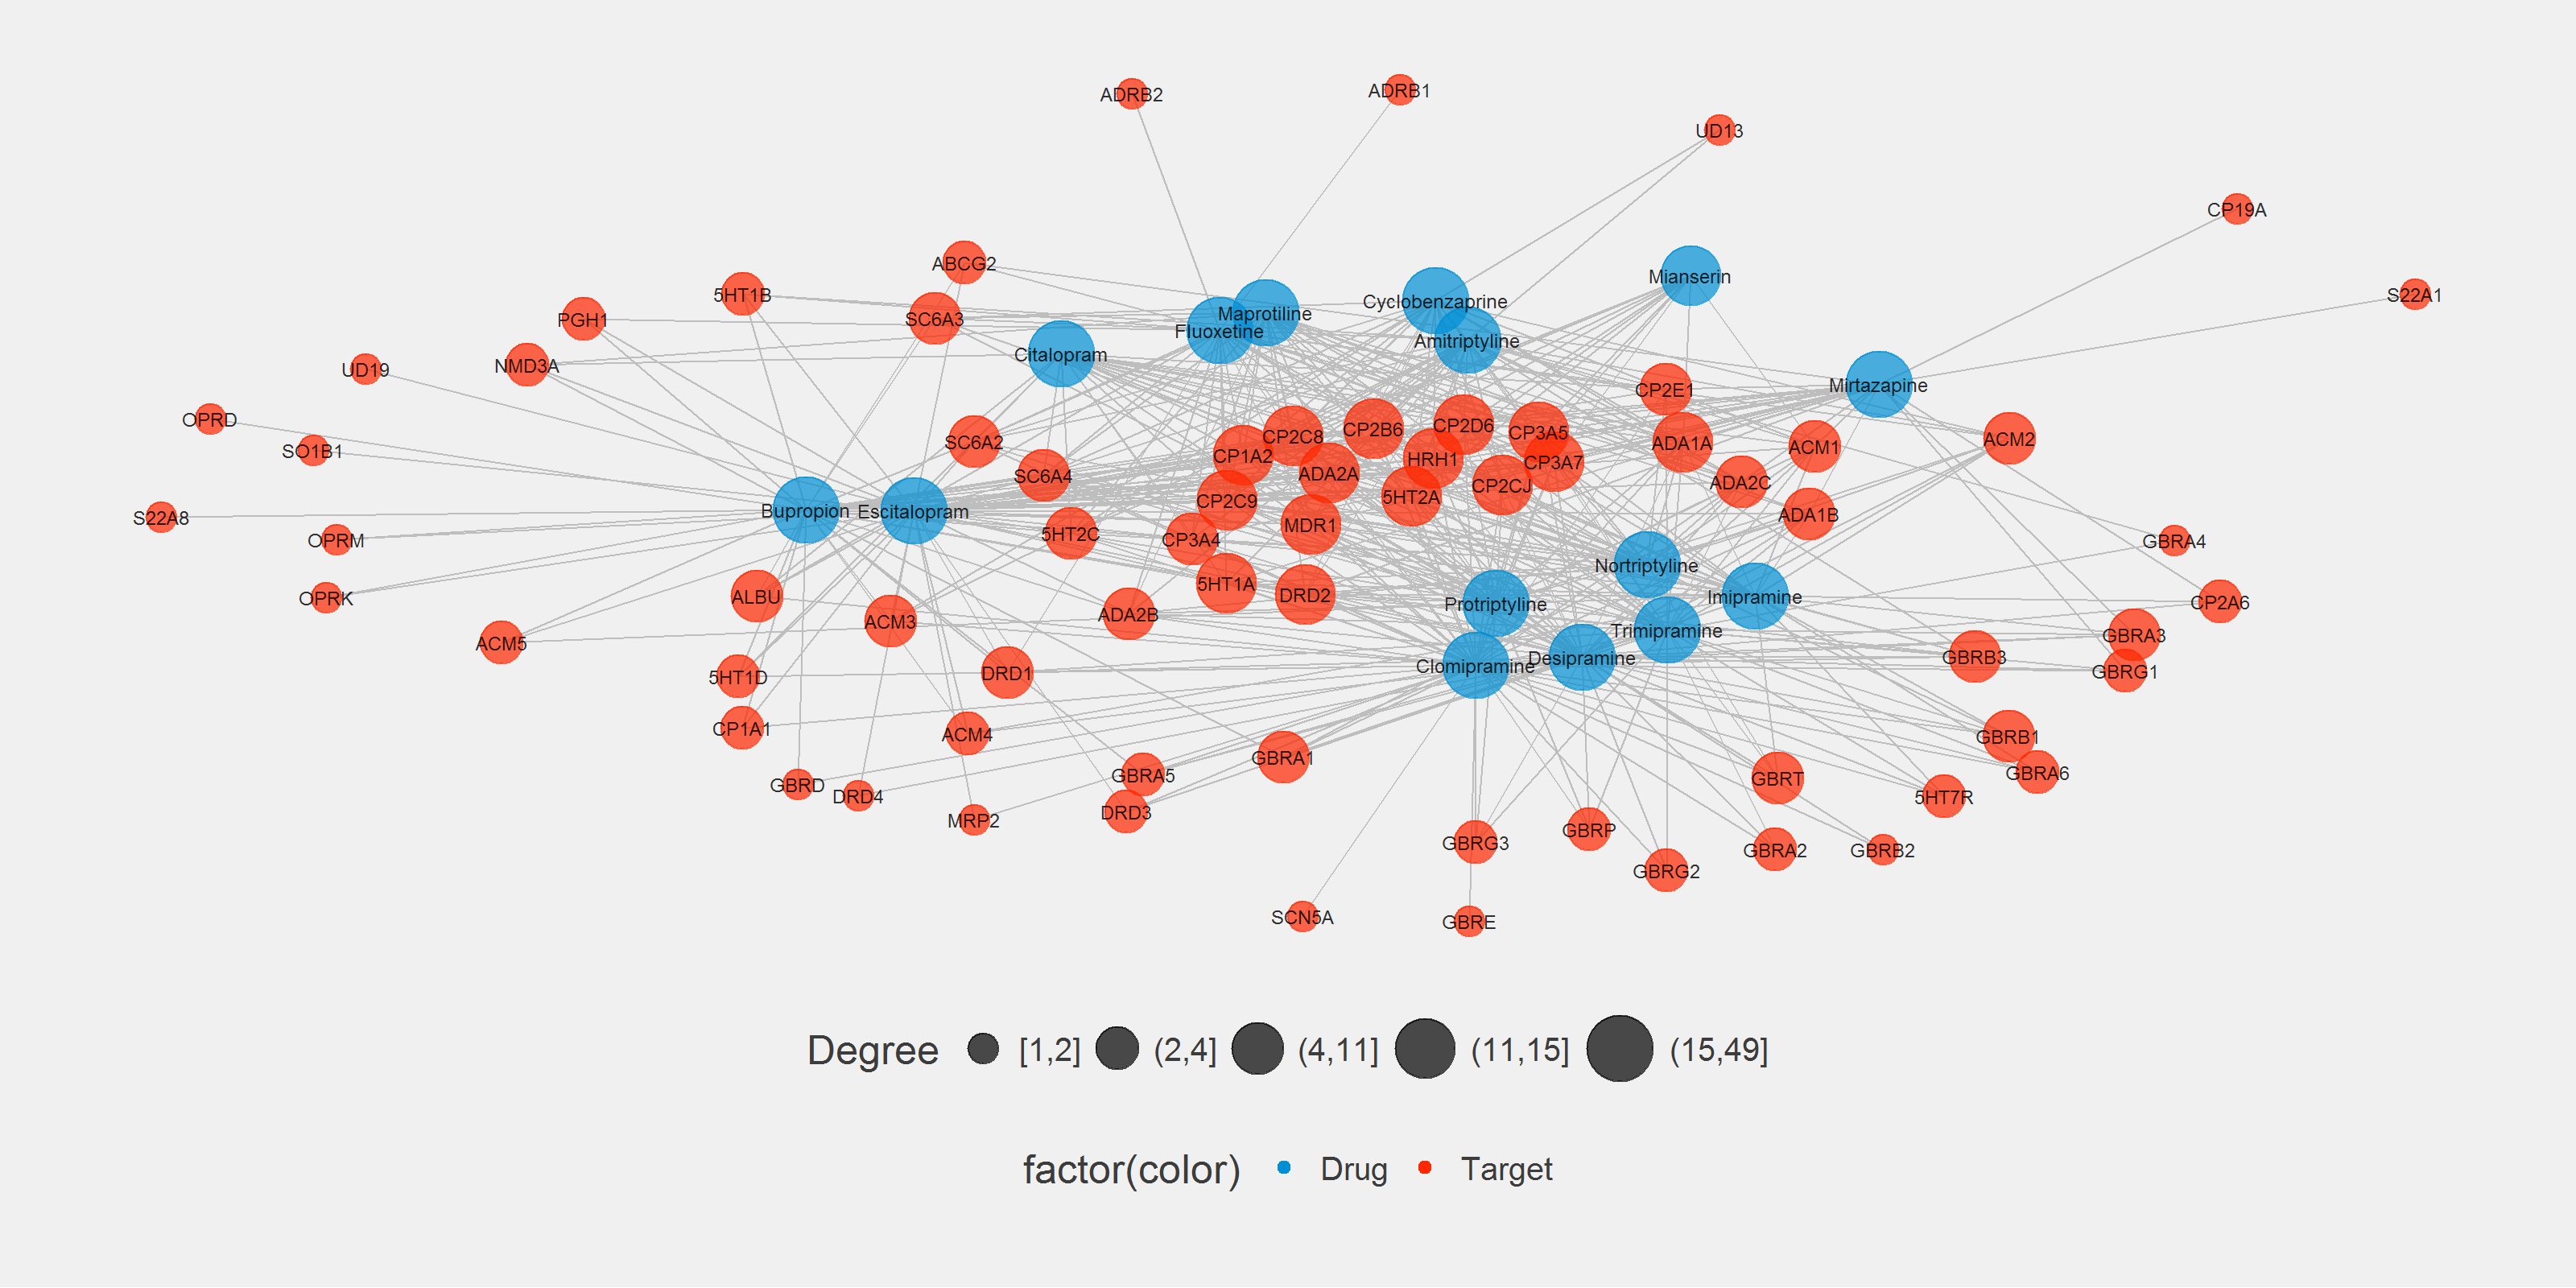 ADRB2
ADRB1
UD13
CP19A
ABCG2
Mianserin
5HT1B
S22A1
Cyclobenzaprine
Maprotiline
PGH1
SC6A3
Fluoxetine
Amitriptyline
Citalopram
NMD3A
UD19
Mirtazapine
CP2E1
OPRD
CP2D6
CP2B6
CP3A5
CP2C8
ACM2
SC6A2
ADA1A
ACM1
SO1B1
CP1A2
HRH1
CP3A7
ADA2A
SC6A4
ADA2C
CP2CJ
5HT2A
CP2C9
Bupropion
Escitalopram
ADA1B
S22A8
MDR1
5HT2C
OPRM
CP3A4
GBRA4
Nortriptyline
5HT1A
DRD2
ALBU
OPRK
Imipramine
CP2A6
Protriptyline
ADA2B
ACM3
Trimipramine
GBRA3
ACM5
GBRB3
Desipramine
Clomipramine
GBRG1
DRD1
5HT1D
CP1A1
ACM4
GBRB1
GBRA1
GBRA6
GBRA5
GBRT
GBRD
DRD4
5HT7R
DRD3
MRP2
GBRP
GBRG3
GBRA2
GBRB2
GBRG2
SCN5A
GBRE
Degree [1,2] (2,4] (4,11] (11,15] (15,49]
factor(color) Drug Target